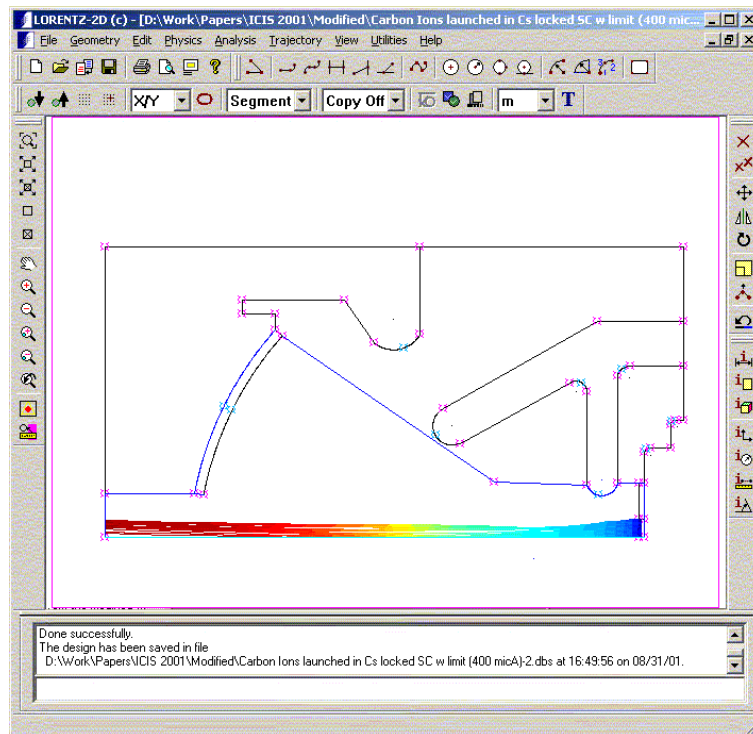 LORENTZ-2D (c) - [D:\Work\Papers\ICIS 2001\Modified\Carbon Ions launched in Cs locked SC w limit (400 mic...
File Geometry Edit Physics Analysis Trajectory View Utilities Help
X/Y Segment Copy Off m T
Done successfully.
The design has been saved in file
D:\Work\Papers\ICIS 2001\Modified\Carbon Ions launched in Cs locked SC w limit (400 micA)-2.dbs at 16:49:56 on 08/31/01.